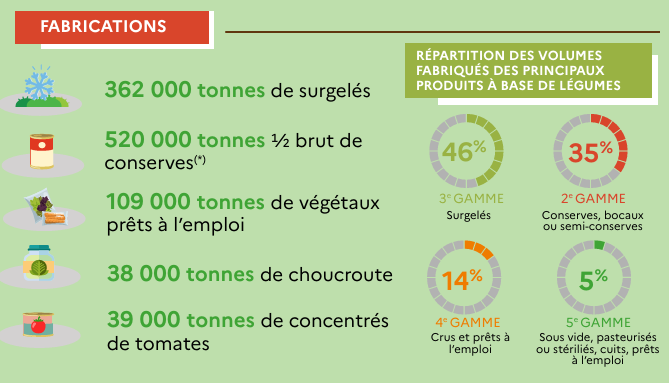 FABRICATIONS
362 000 tonnes de surgelés
520 000 tonnes ½ brut de
conserves(*)
109 000 tonnes de végétaux
prêts à l'emploi
38 000 tonnes de choucroute
39 000 tonnes de concentrés
de tomates
RÉPARTITION DES VOLUMES
FABRIQUÉS DES PRINCIPAUX
PRODUITS À BASE DE LÉGUMES
46%
3e GAMME
Surgelés
35%
2e GAMME
Conserves, bocaux
ou semi-conserves
14%
4e GAMME
Crus et prêts à
l'emploi
5%
5e GAMME
Sous vide, pasteurisés
ou stériliés, cuits, prêts
à l'emploi